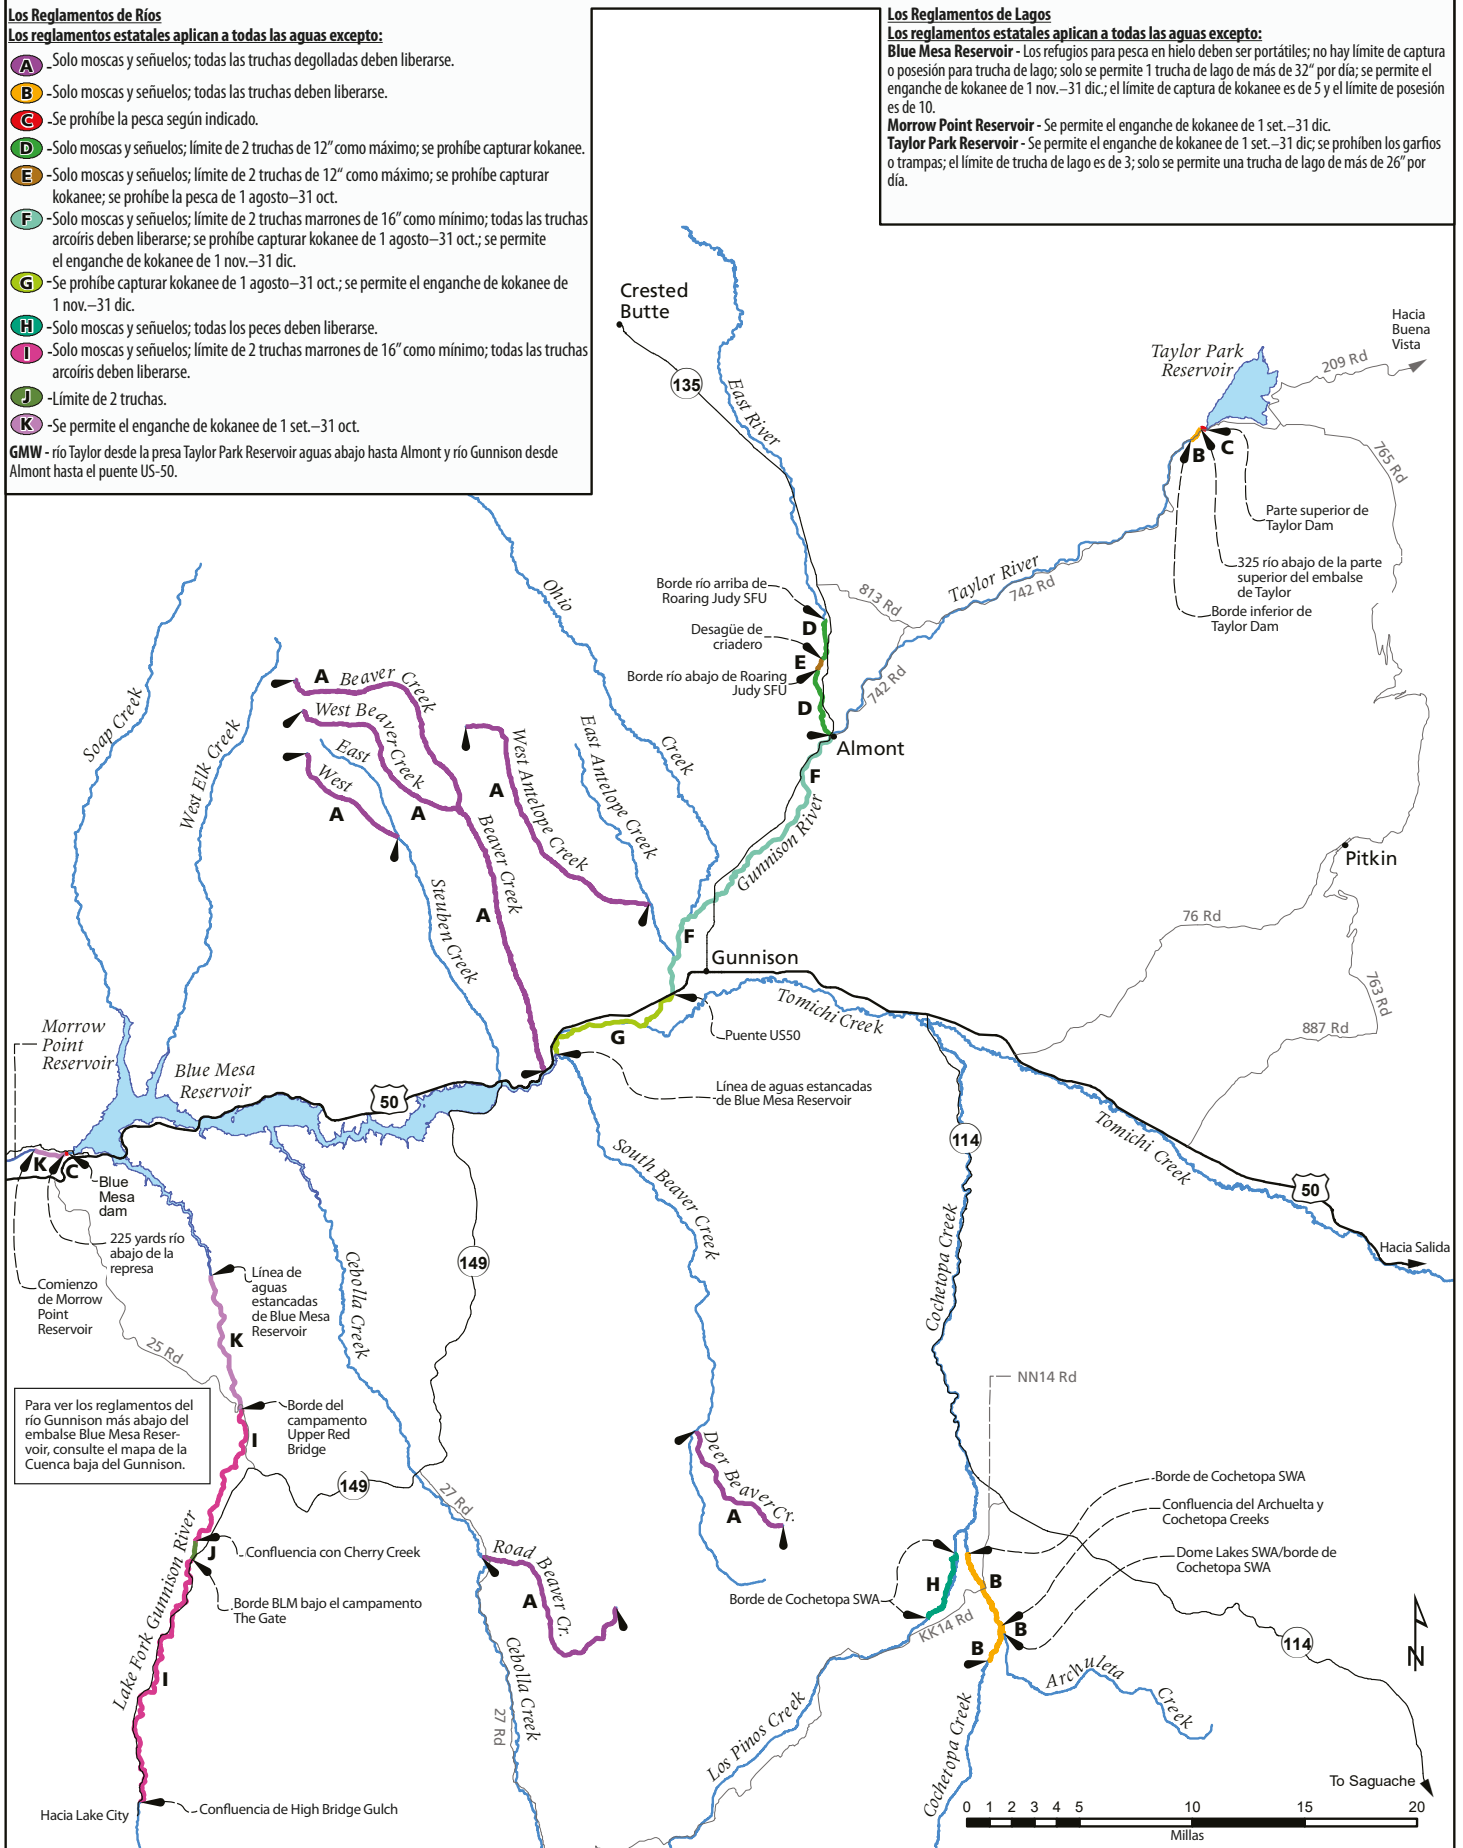 Los Reglamentos de Ríos
Los reglamentos estatales aplican a todas las aguas excepto:
A -Solo moscas y señuelos; todas las truchas degolladas deben liberarse.
B -Solo moscas y señuelos; todas las truchas deben liberarse.
C -Se prohíbe la pesca según indicado.
D -Solo moscas y señuelos; límite de 2 truchas de 12” como máximo; se prohíbe capturar kokanee.
E -Solo moscas y señuelos; límite de 2 truchas de 12“ como máximo; se prohíbe capturar
kokanee; se prohíbe la pesca de 1 agosto–31 oct.
F -Solo moscas y señuelos; límite de 2 truchas marrones de 16” como mínimo; todas las truchas
arcoíris deben liberarse; se prohíbe capturar kokanee de 1 agosto–31 oct.; se permite
el enganche de kokanee de 1 nov.–31 dic.
G -Se prohíbe capturar kokanee de 1 agosto–31 oct.; se permite el enganche de kokanee de
1 nov.–31 dic.
H -Solo moscas y señuelos; todas los peces deben liberarse.
I -Solo moscas y señuelos; límite de 2 truchas marrones de 16” como mínimo; todas las truchas
arcoíris deben liberarse.
J -Límite de 2 truchas.
K -Se permite el enganche de kokanee de 1 set.–31 oct.
GMW - río Taylor desde la presa Taylor Park Reservoir aguas abajo hasta Almont y río Gunnison desde
Almont hasta el puente US-50.
Los Reglamentos de Lagos
Los reglamentos estatales aplican a todas las aguas excepto:
Blue Mesa Reservoir - Los refugios para pesca en hielo deben ser portátiles; no hay límite de captura
o posesión para trucha de lago; solo se permite 1 trucha de lago de más de 32“ por día; se permite el
enganche de kokanee de 1 nov.–31 dic.; el límite de captura de kokanee es de 5 y el límite de posesión
es de 10.
Morrow Point Reservoir - Se permite el enganche de kokanee de 1 set.–31 dic.
Taylor Park Reservoir - Se permite el enganche de kokanee de 1 set.–31 dic; se prohíben los garfios
o trampas; el límite de trucha de lago es de 3; solo se permite una trucha de lago de más de 26” por
día.
Crested
Butte
135
East River
Hacia
Buena
Vista
Taylor Park
Reservoir
209 Rd
765 Rd
B
C
Parte superior de
Taylor Dam
325 río abajo de la parte
superior del embalse
de Taylor
Borde inferior de
Taylor Dam
Taylor River
742 Rd
813 Rd
742 Rd
Borde río arriba de
Roaring Judy SFU
Desagüe de
criadero
Borde río abajo de Roaring
Judy SFU
D
E
D
Almont
F
Gunnison River
F
Ohio
Creek
Soap Creek
West Elk Creek
A
Beaver Creek
West Beaver Creek
A
East
West
A
Steuben Creek
Beaver Creek
A
West Antelope Creek
A
East Antelope Creek
Pitkin
76 Rd
763 Rd
887 Rd
Gunnison
Tomichi Creek
Puente US50
G
Línea de aguas estancadas
de Blue Mesa Reservoir
Morrow
Point
Reservoir
Blue Mesa
Reservoir
50
K
C
Blue
Mesa
dam
225 yards río
abajo de la
represa
Comienzo
de Morrow
Point
Reservoir
Línea de
aguas
estancadas
de Blue Mesa
Reservoir
K
25 Rd
Cebolla Creek
149
South Beaver Creek
114
Cochetopa Creek
Tomichi Creek
50
Hacia Salida
Para ver los reglamentos del
río Gunnison más abajo del
embalse Blue Mesa Reser-
voir, consulte el mapa de la
Cuenca baja del Gunnison.
Borde del
campamento
Upper Red
Bridge
I
149
27 Rd
Deer Beaver Cr.
A
NN14 Rd
Borde de Cochetopa SWA
Confluencia del Archuelta y
Cochetopa Creeks
Dome Lakes SWA/borde de
Cochetopa SWA
Lake Fork Gunnison River
J
Confluencia con Cherry Creek
Borde BLM bajo el campamento
The Gate
Road Beaver Cr.
A
Borde de Cochetopa SWA
H
B
B
B
KK14 Rd
114
N
I
Cebolla Creek
27 Rd
Los Pinos Creek
Cochetopa Creek
Archuleta
Creek
To Saguache
Hacia Lake City
Confluencia de High Bridge Gulch
0 1 2 3 4 5 10 15 20
Millas